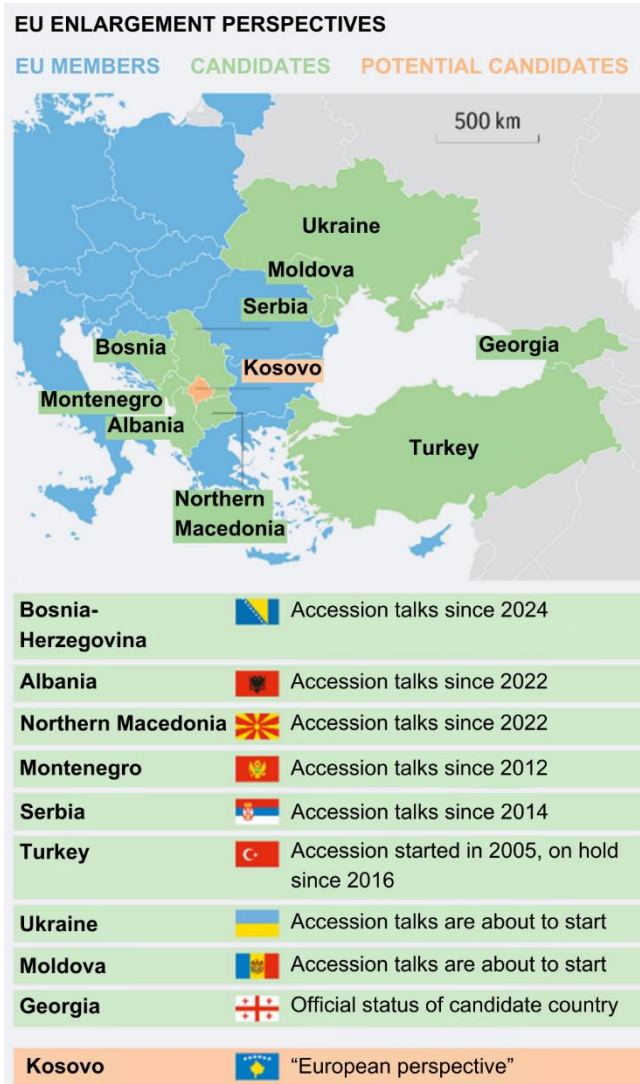 EU ENLARGEMENT PERSPECTIVES
EU MEMBERS CANDIDATES POTENTIAL CANDIDATES
500 km
Ukraine
Moldova
Serbia
Bosnia
Georgia
Kosovo
Montenegro
Albania
Turkey
Northern
Macedonia
Bosnia-
Herzegovina
Accession talks since 2024
Albania Accession talks since 2022
Northern Macedonia Accession talks since 2022
Montenegro Accession talks since 2012
Serbia Accession talks since 2014
Turkey Accession started in 2005, on hold
since 2016
Ukraine Accession talks are about to start
Moldova Accession talks are about to start
Georgia Official status of candidate country
Kosovo “European perspective”